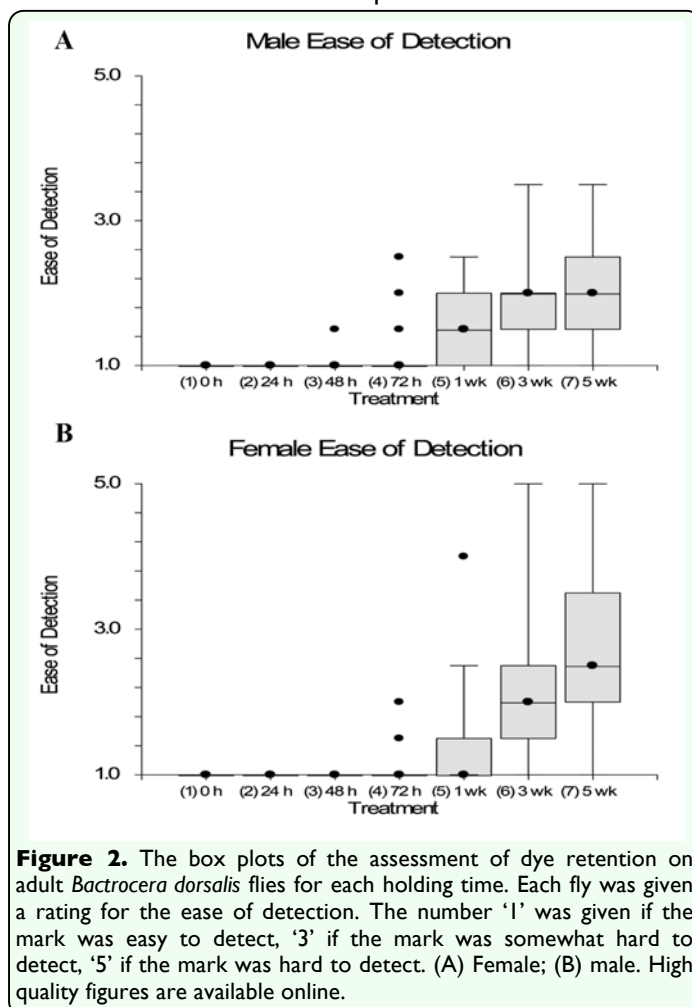 A
Male Ease of Detection
5.0
3.0
1.0
Ease of Detection
(1) 0 h (2) 24 h (3) 48 h (4) 72 h (5) 1 wk (6) 3 wk (7) 5 wk
Treatment
B
Female Ease of Detection
5.0
3.0
1.0
Ease of Detection
(1) 0 h (2) 24 h (3) 48 h (4) 72 h (5) 1 wk (6) 3 wk (7) 5 wk
Treatment
Figure 2. The box plots of the assessment of dye retention on
adult Bactrocera dorsalis flies for each holding time. Each fly was given
a rating for the ease of detection. The number ‘1’ was given if the
mark was easy to detect, ‘3’ if the mark was somewhat hard to
detect, ‘5’ if the mark was hard to detect. (A) Female; (B) male. High
quality figures are available online.